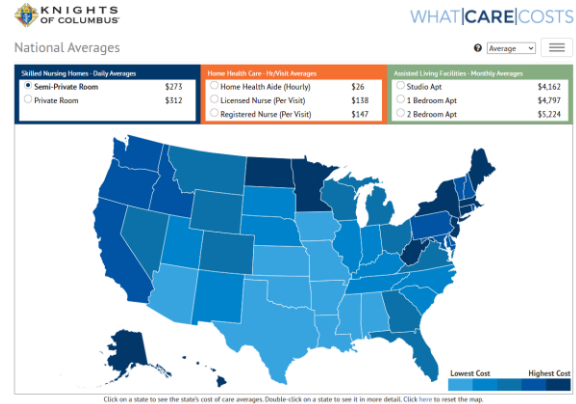 KNIGHTS
OF COLUMBUS
WHAT|CARE|COSTS
National Averages
? Average
Skilled Nursing Homes - Daily Averages
Semi-Private Room $273
Private Room $312
Home Health Care - Hr/Visit Averages
Home Health Aide (Hourly) $26
Licensed Nurse (Per Visit) $138
Registered Nurse (Per Visit) $147
Assisted Living Facilities - Monthly Averages
Studio Apt $4,162
1 Bedroom Apt $4,797
2 Bedroom Apt $5,224
Lowest Cost Highest Cost
Click on a state to see the state's cost of care averages. Double-click on a state to see it in more detail. Click here to reset the map.